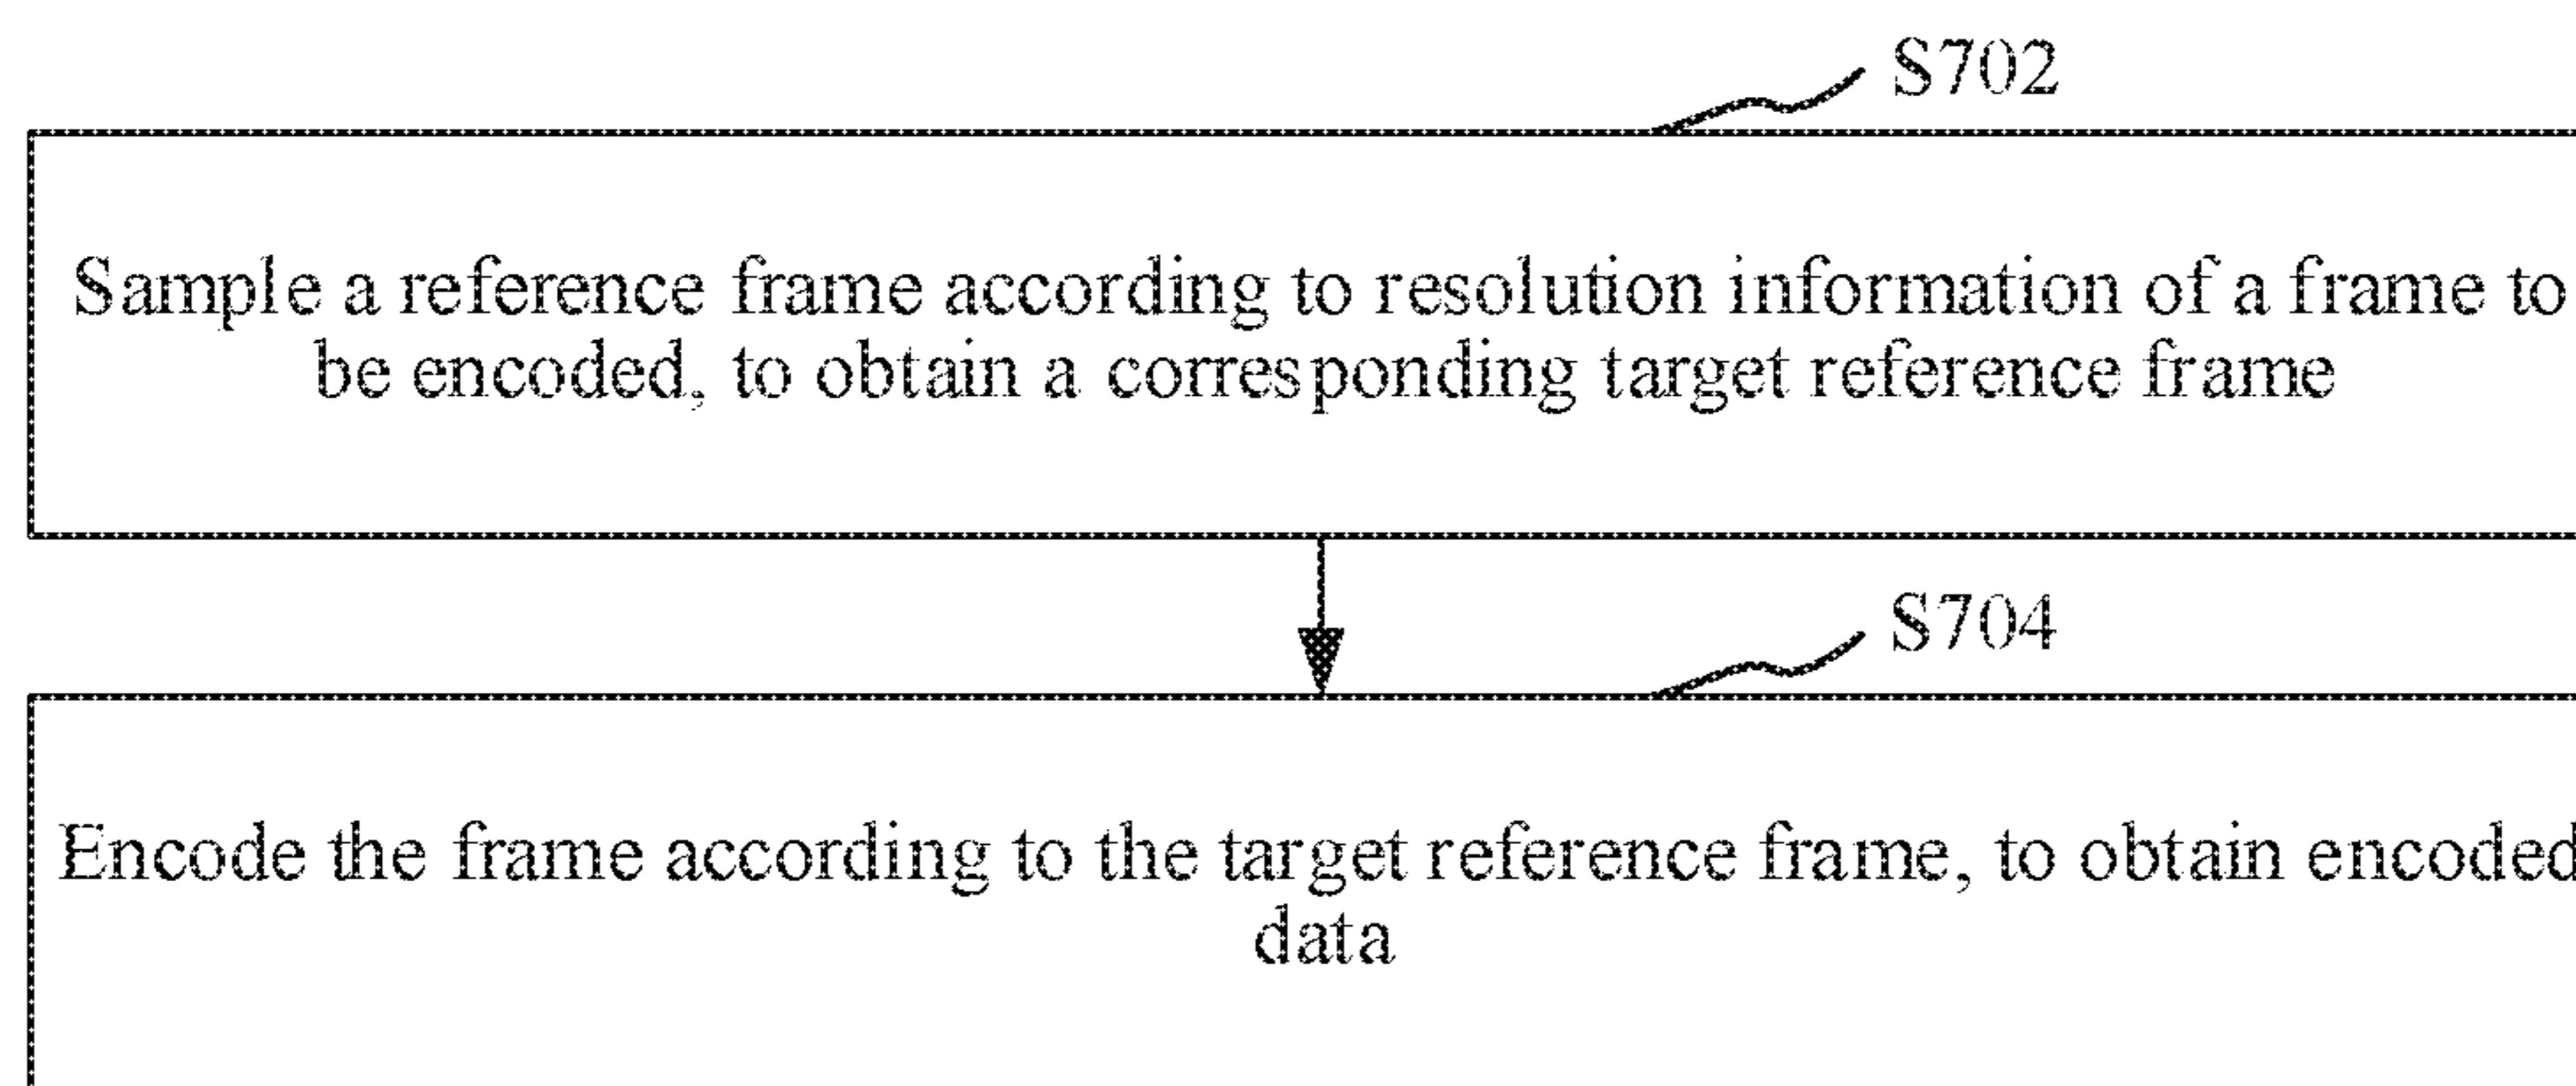 S702
Sample a reference frame according to resolution information of a frame to
be encoded, to obtain a corresponding target reference frame
S704
Encode the frame according to the target reference frame, to obtain encoded
data